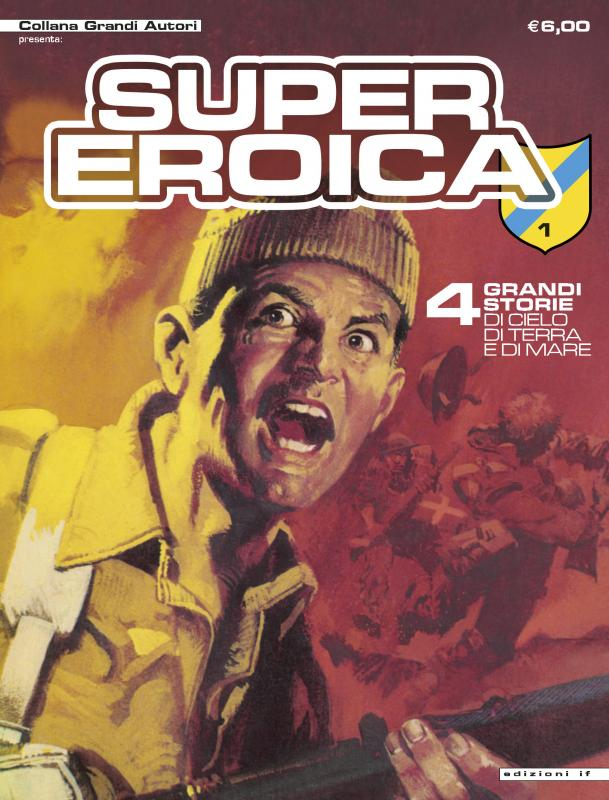 Collana Grandi Autori
presenta:
€6,00
SUPER
EROICA
1
4
GRANDI
STORIE
DI CIELO
DI TERRA
E DI MARE
edizioni if